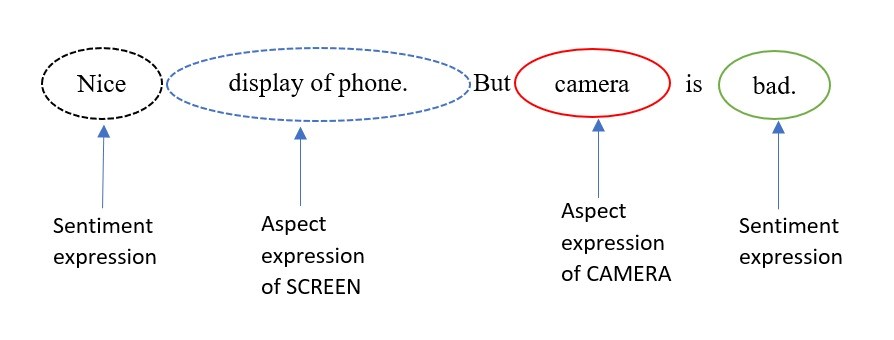 Nice display of phone. But camera is bad.
Sentiment
expression
Aspect
expression
of SCREEN
Aspect
expression
of CAMERA
Sentiment
expression